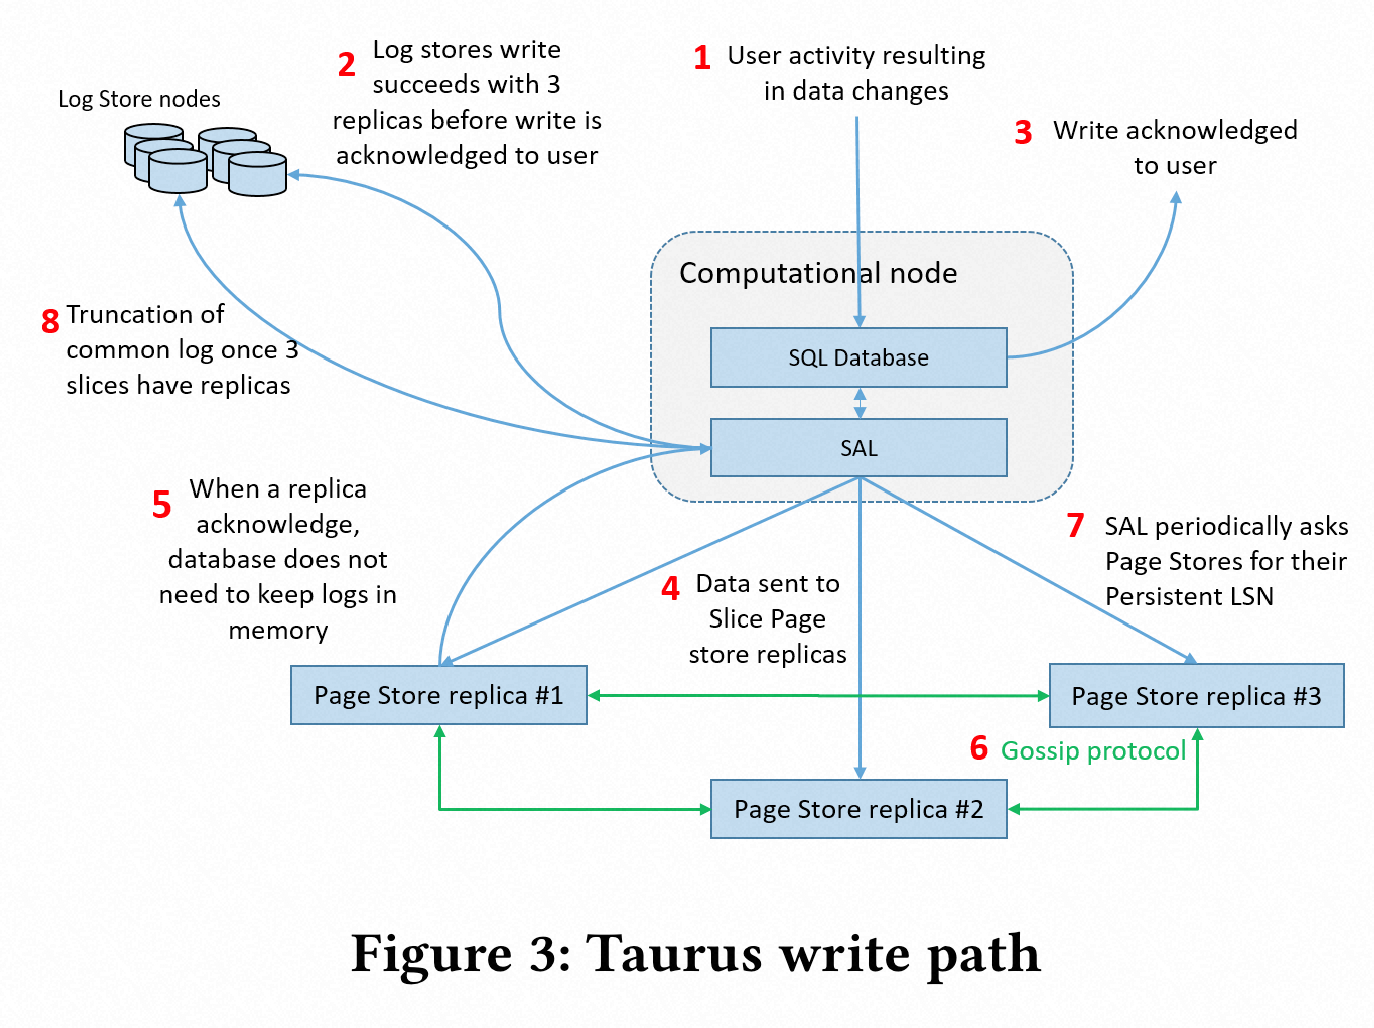 2 Log stores write
succeeds with 3
replicas before write is
acknowledged to user
1 User activity resulting
in data changes
Log Store nodes
3 Write acknowledged
to user
Computational node
SQL Database
SAL
8 Truncation of
common log once 3
slices have replicas
5 When a replica
acknowledge,
database does not
need to keep logs in
memory
4 Data sent to
Slice Page
store replicas
7 SAL periodically asks
Page Stores for their
Persistent LSN
Page Store replica #1
Page Store replica #3
6 Gossip protocol
Page Store replica #2
Figure 3: Taurus write path